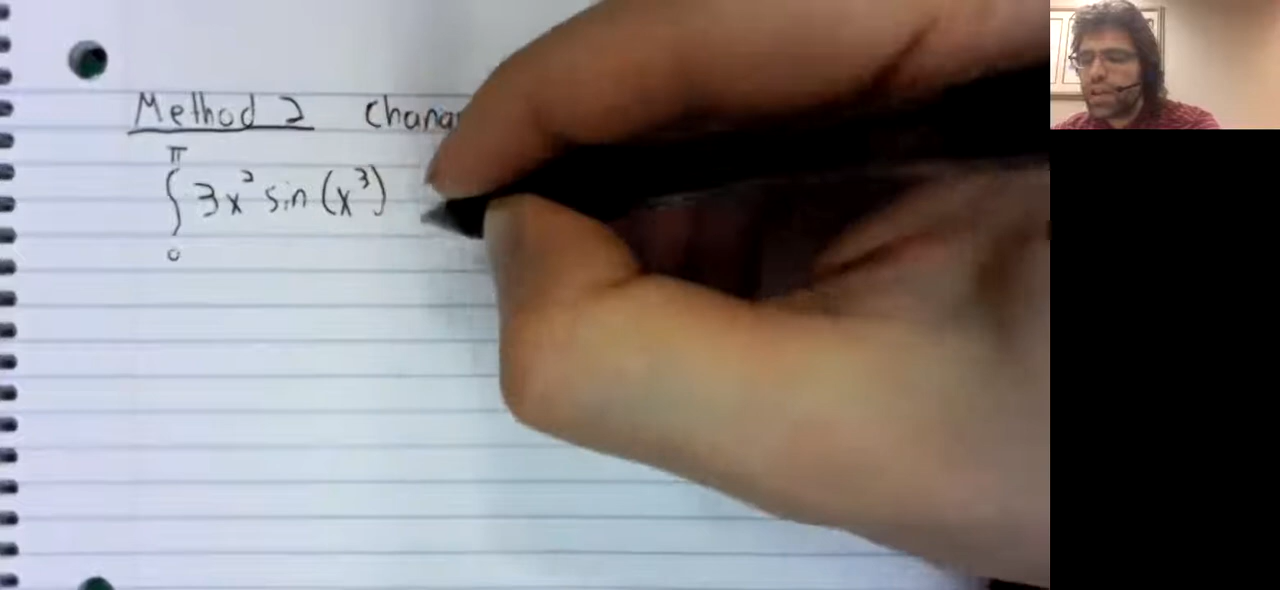 Method 2
π
∫ 3x² sin (x³)
0